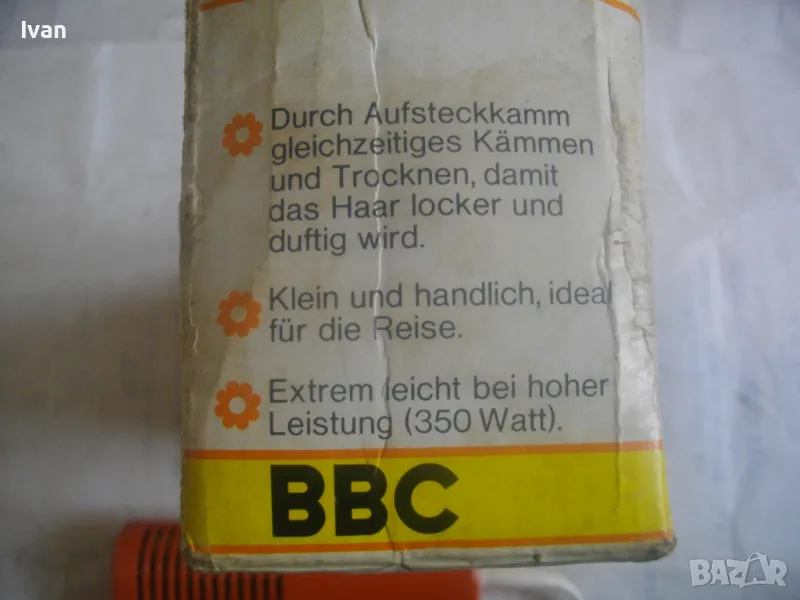 Ivan
Durch Aufsteckkamm
gleichzeitiges Kämmen
und Trocknen, damit
das Haar locker und
duftig wird.
Klein und handlich, ideal
für die Reise.
Extrem leicht bei hoher
Leistung (350 Watt).
BBC
BAZAR